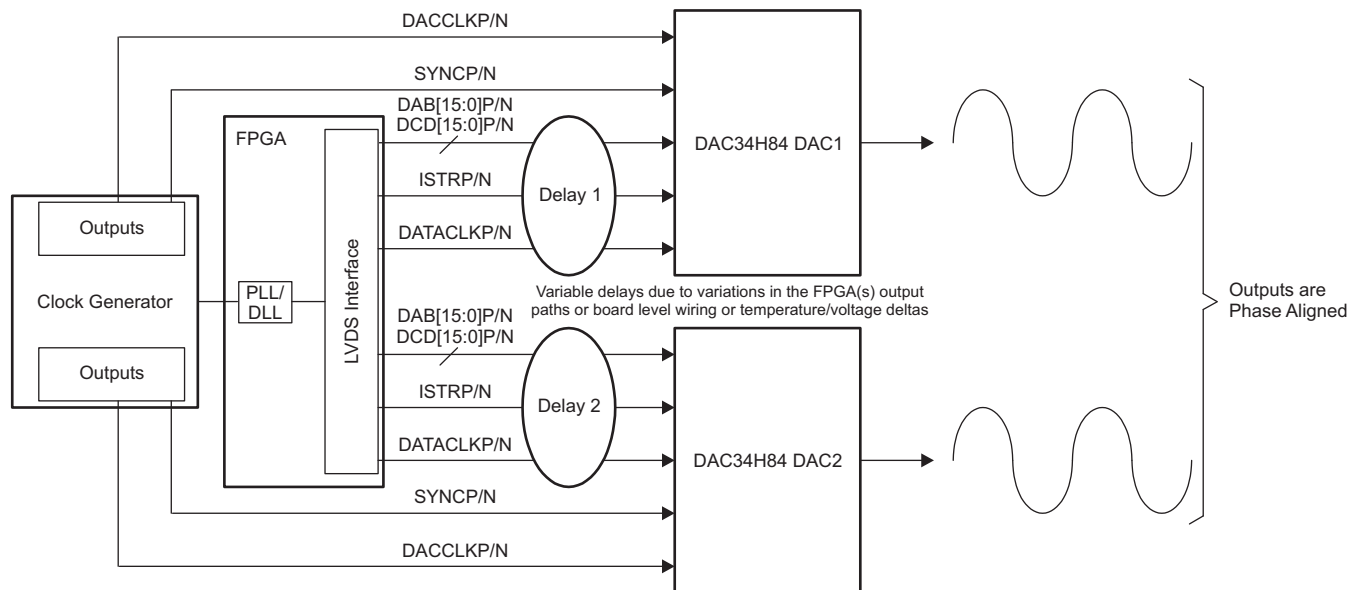 DACCLKP/N
SYNCP/N
DAB[15:0]P/N
DCD[15:0]P/N
FPGA
DAC34H84 DAC1
ISTRP/N
Delay 1
Outputs
DATACLKP/N
LVDS Interface
Clock Generator
PLL/
DLL
Variable delays due to variations in the FPGA(s) output
paths or board level wiring or temperature/voltage deltas
Outputs are
Phase Aligned
DAB[15:0]P/N
DCD[15:0]P/N
Outputs
ISTRP/N
Delay 2
DATACLKP/N
DAC34H84 DAC2
SYNCP/N
DACCLKP/N